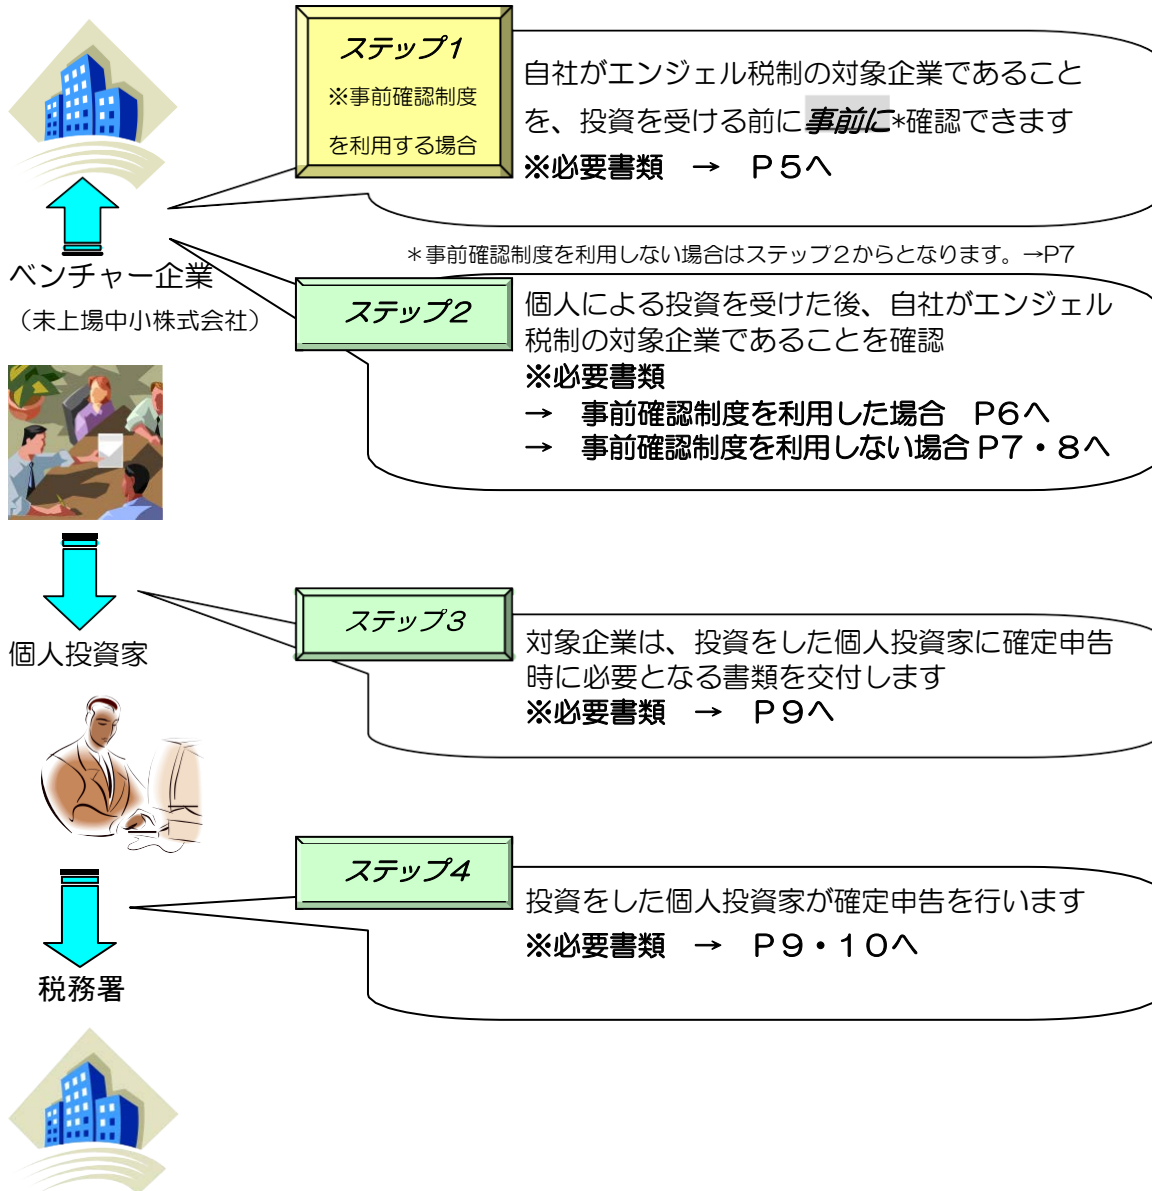 ステップ1
※事前確認制度
を利用する場合
自社がエンジェル税制の対象企業であること
を、投資を受ける前に事前に*確認できます
※必要書類　→　P５へ
＊事前確認制度を利用しない場合はステップ２からとなります。→P7
ベンチャー企業
（未上場中小株式会社）
ステップ2
個人による投資を受けた後、自社がエンジェル
税制の対象企業であることを確認
※必要書類
→　事前確認制度を利用した場合　P６へ
→　事前確認制度を利用しない場合 P７・８へ
個人投資家
ステップ3
対象企業は、投資をした個人投資家に確定申告
時に必要となる書類を交付します
※必要書類　→　P９へ
ステップ4
投資をした個人投資家が確定申告を行います
※必要書類　→　P９・１０へ
税務署